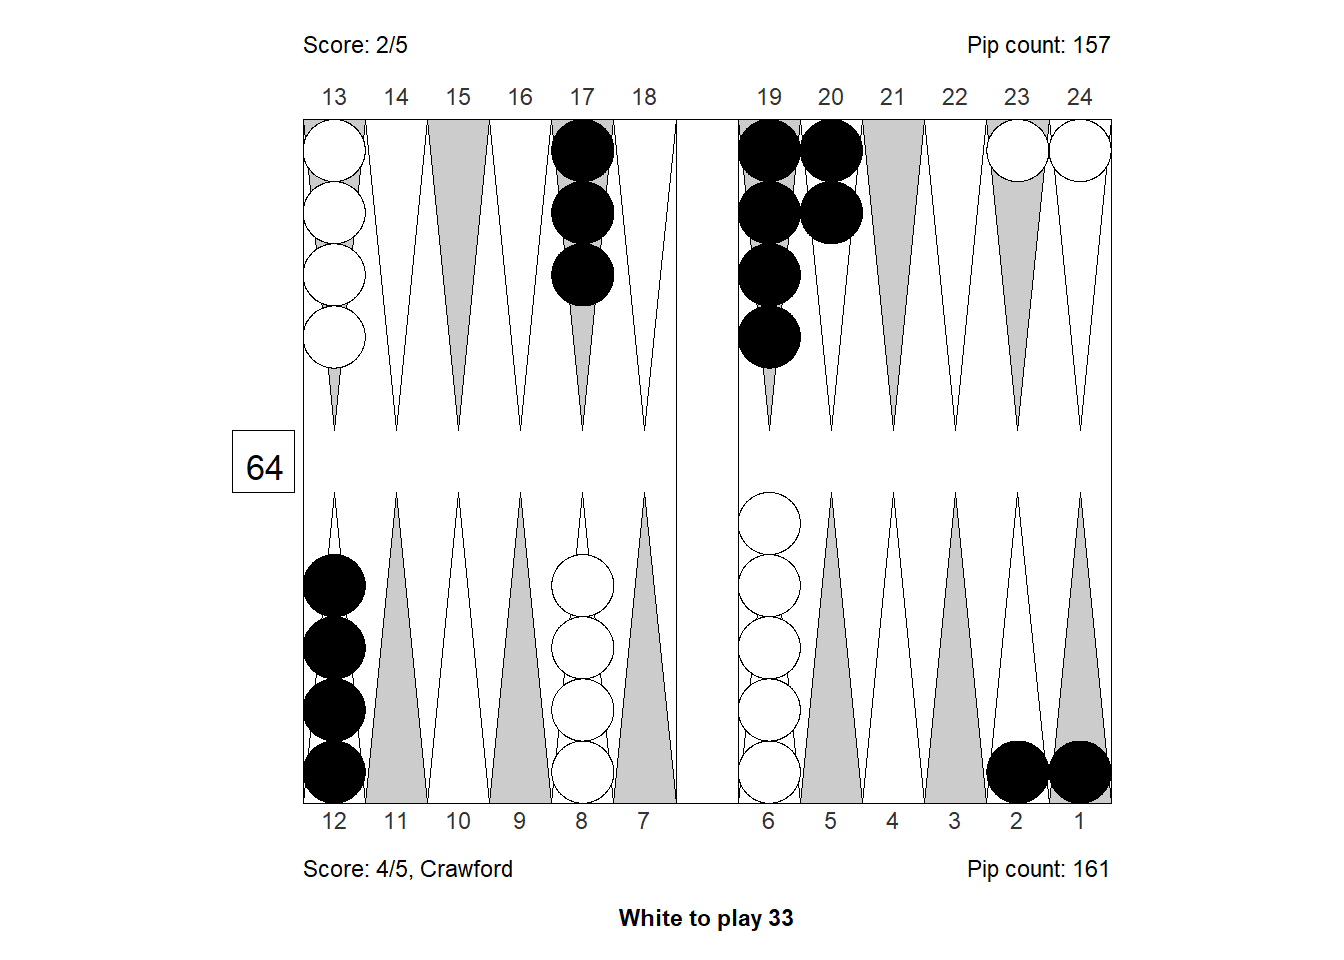 Score: 2/5 Pip count: 157
13 14 15 16 17 18 19 20 21 22 23 24
64
12 11 10 9 8 7 6 5 4 3 2 1
Score: 4/5, Crawford Pip count: 161
White to play 33